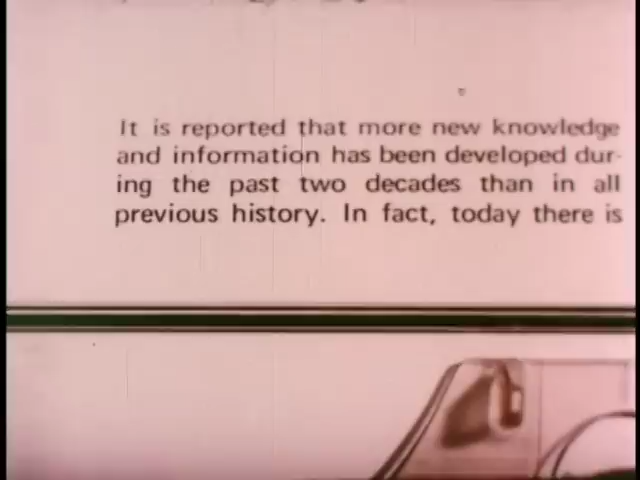 It is reported that more new knowledge
and information has been developed dur-
ing the past two decades than in all
previous history. In fact, today there is